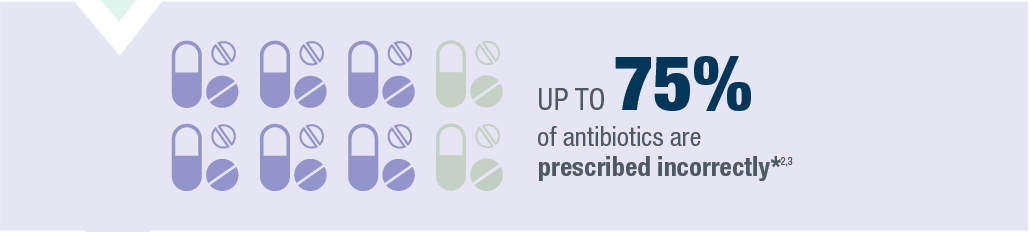 UP TO 75%
of antibiotics are
prescribed incorrectly*2,3